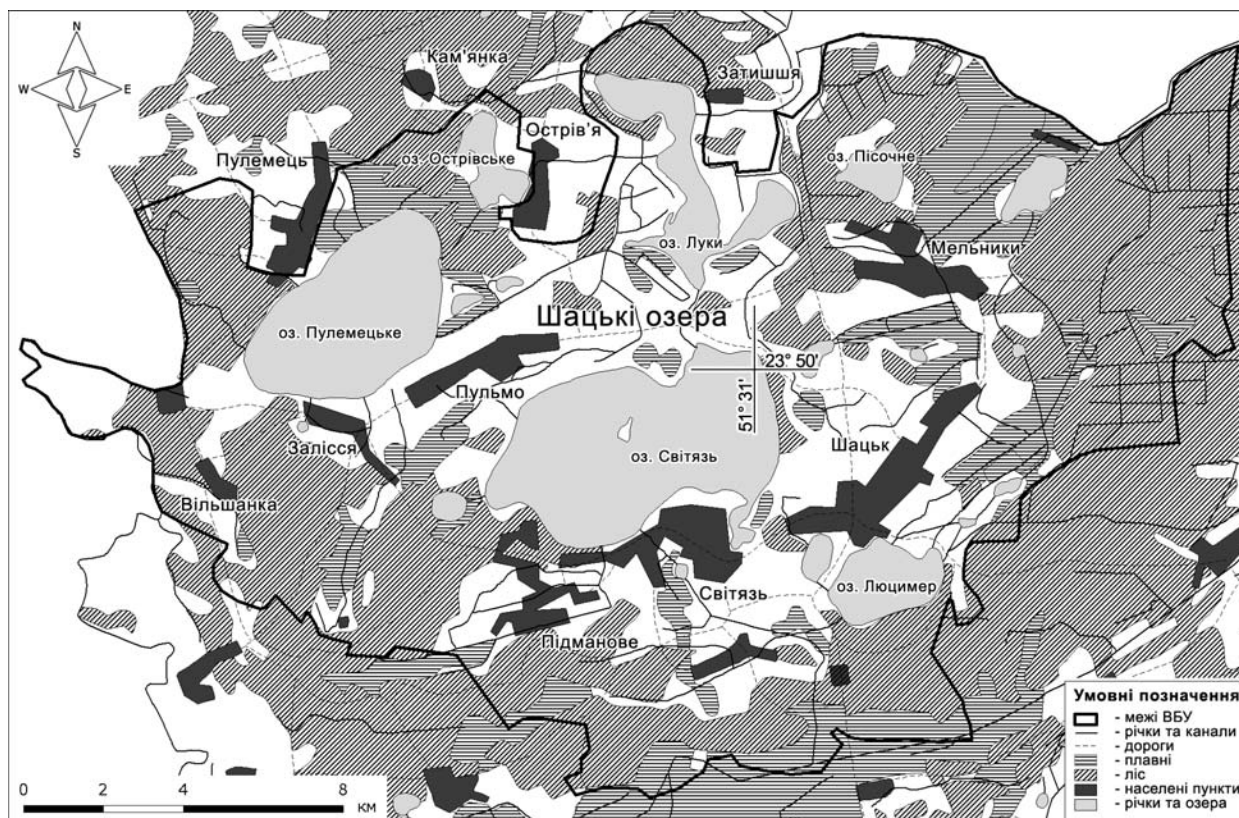 N
W
E
S
Кам'янка
Затишшя
Острів'я
Пулемець
оз. Острівське
оз. Пісочне
оз. Луки
Мельники
Шацькі озера
оз. Пулемецьке
23° 50'
51° 31'
Пульмо
Залісся
Шацьк
оз. Світязь
Вільшанка
Світязь
оз. Люцимер
Підманове
Умовні позначення
- межі ВБУ
- річки та канали
- дороги
- плавні
- ліс
- населені пункти
- річки та озера
0 2 4 8
км